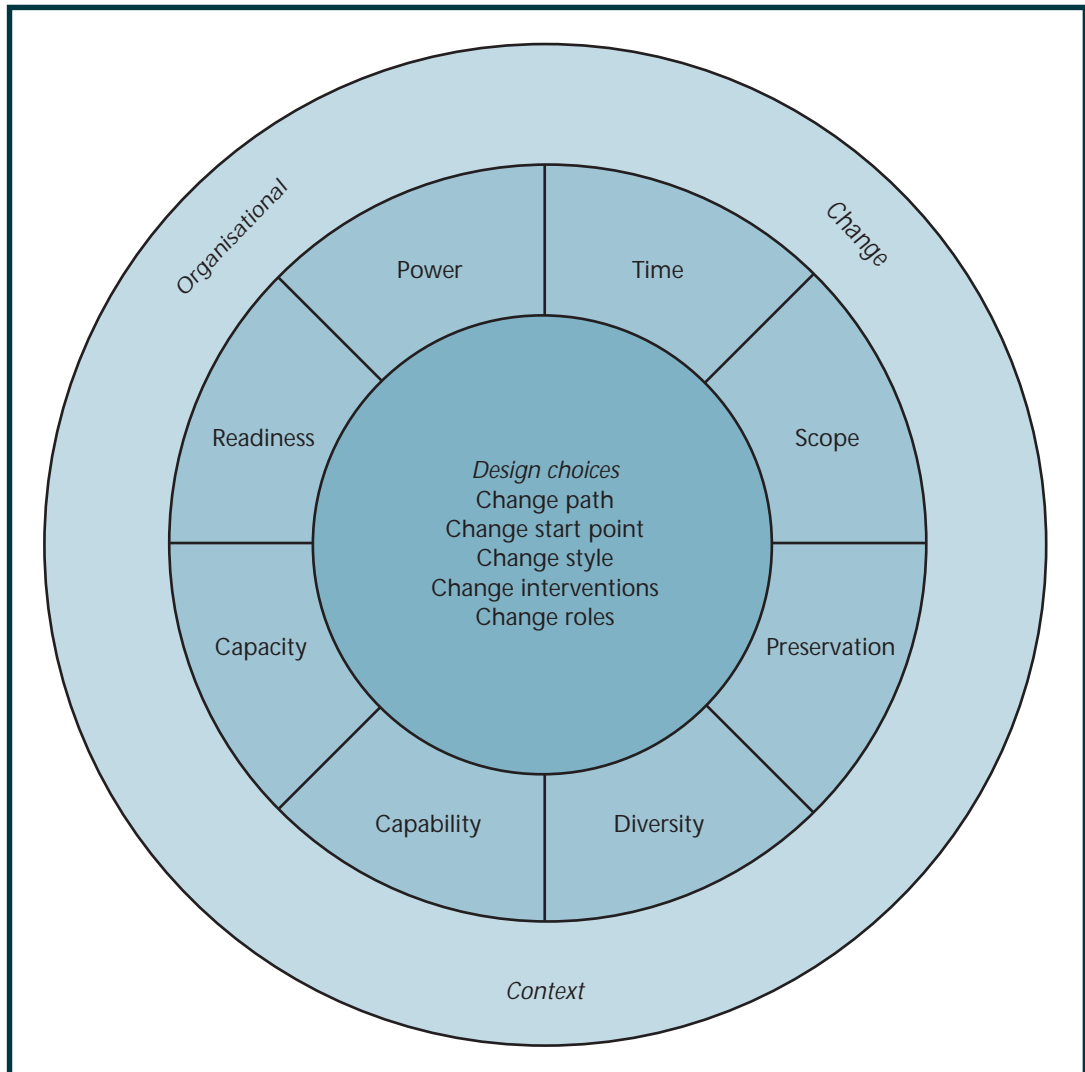 Organisational
Change
Context
Power
Time
Scope
Preservation
Diversity
Capability
Capacity
Readiness
Design choices
Change path
Change start point
Change style
Change interventions
Change roles